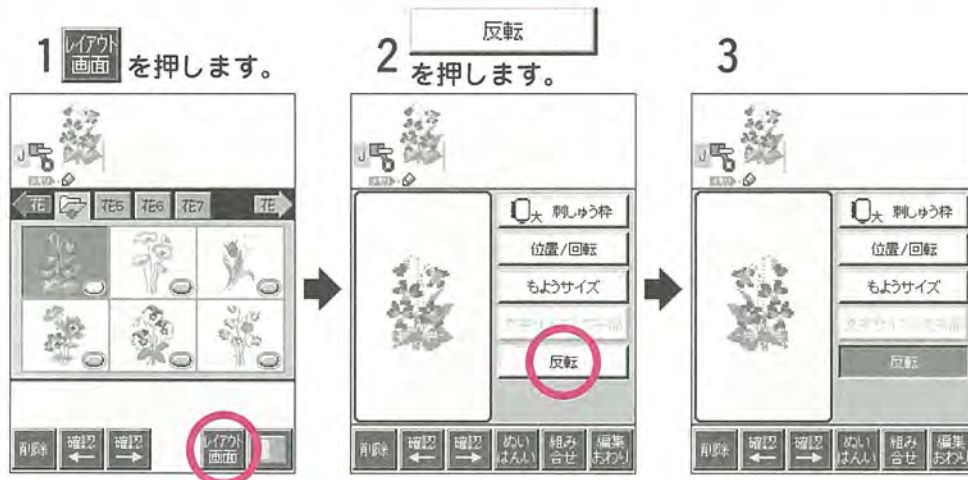 1 レイアウト画面 を押します。
2 反転 を押します。
3
J
花 花5 花6 花7 花
削除 確認 確認 レイアウト画面
J
大 刺しゅう枠
位置/回転
もようサイズ
反転
削除 確認 確認 ぬいはんい 組み合せ 編集おわり
J
大 刺しゅう枠
位置/回転
もようサイズ
反転
削除 確認 確認 ぬいはんい 組み合せ 編集おわり